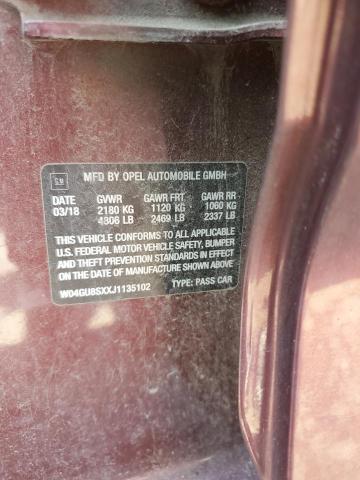 GM
MFD BY OPEL AUTOMOBILE GMBH
DATE GVWR GAWR FRT GAWR RR
03/18 2180 KG 1120 KG 1060 KG
4806 LB 2469 LB 2337 LB
THIS VEHICLE CONFORMS TO ALL APPLICABLE
U.S. FEDERAL MOTOR VEHICLE SAFETY, BUMPER,
AND THEFT PREVENTION STANDARDS IN EFFECT
ON THE DATE OF MANUFACTURE SHOWN ABOVE.
W04GU8SXXJ1135102 TYPE: PASS CAR